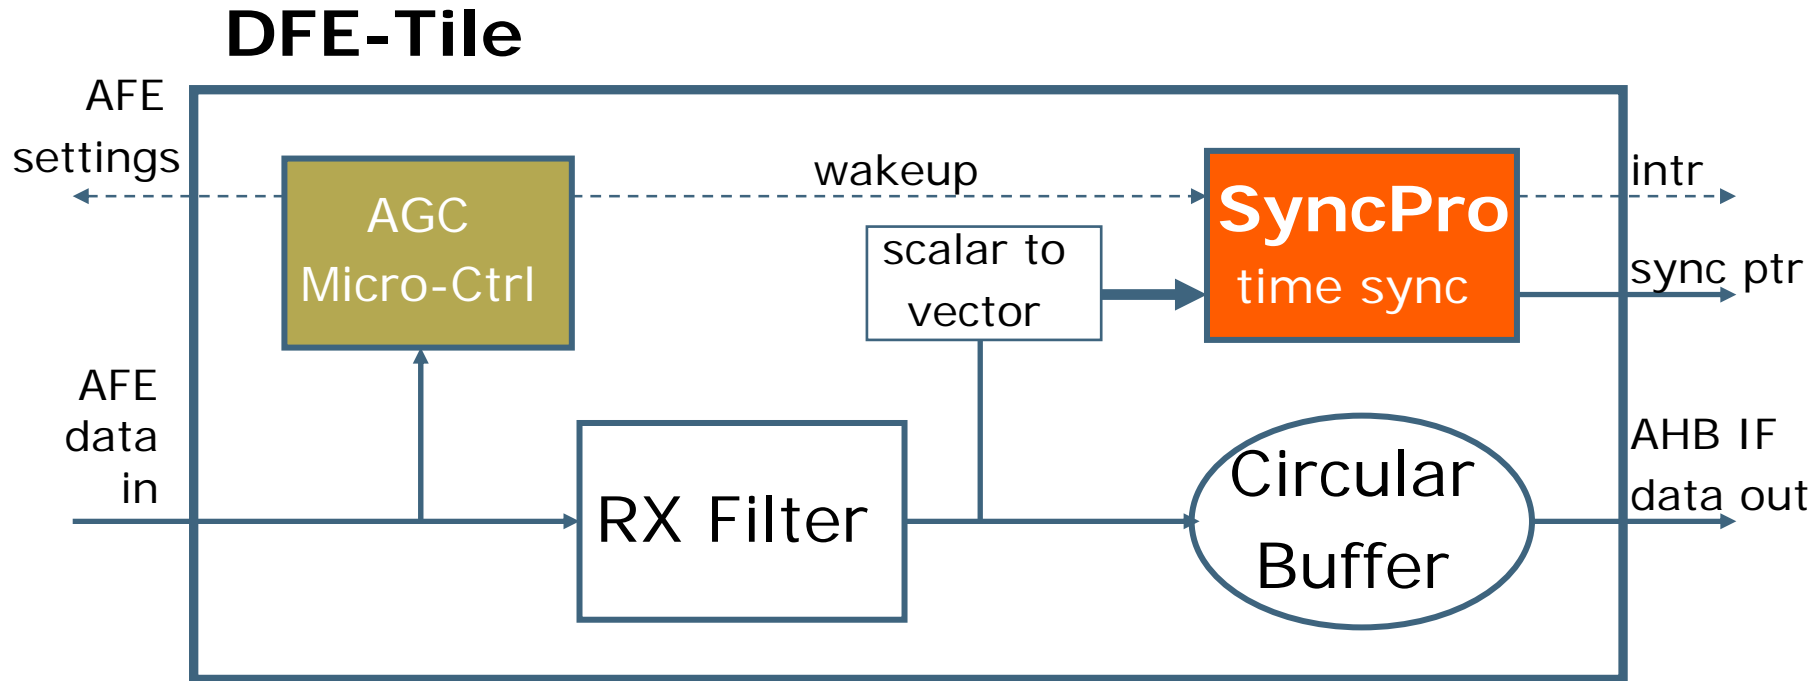 DFE-Tile
AFE
settings
AGC
Micro-Ctrl
wakeup
SyncPro
time sync
intr
scalar to
vector
sync ptr
AFE
data
in
RX Filter
Circular
Buffer
AHB IF
data out